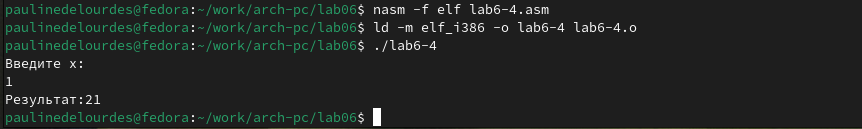 paulinedelourdes@fedora:~/work/arch-pc/lab06$ nasm -f elf lab6-4.asm
paulinedelourdes@fedora:~/work/arch-pc/lab06$ ld -m elf_i386 -o lab6-4 lab6-4.o
paulinedelourdes@fedora:~/work/arch-pc/lab06$ ./lab6-4
Введите x:
1
Результат:21
paulinedelourdes@fedora:~/work/arch-pc/lab06$